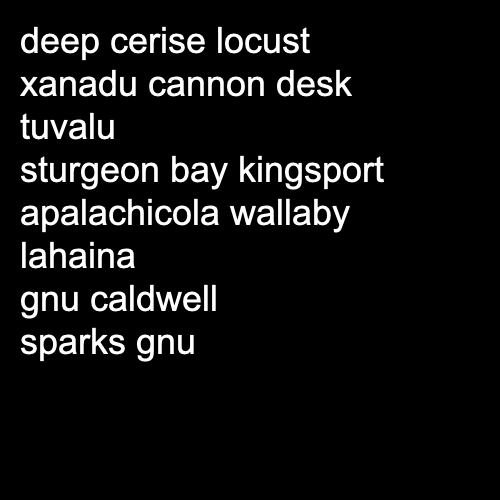 deep cerise locust
xanadu cannon desk
tuvalu
sturgeon bay kingsport
apalachicola wallaby
lahaina
gnu caldwell
sparks gnu